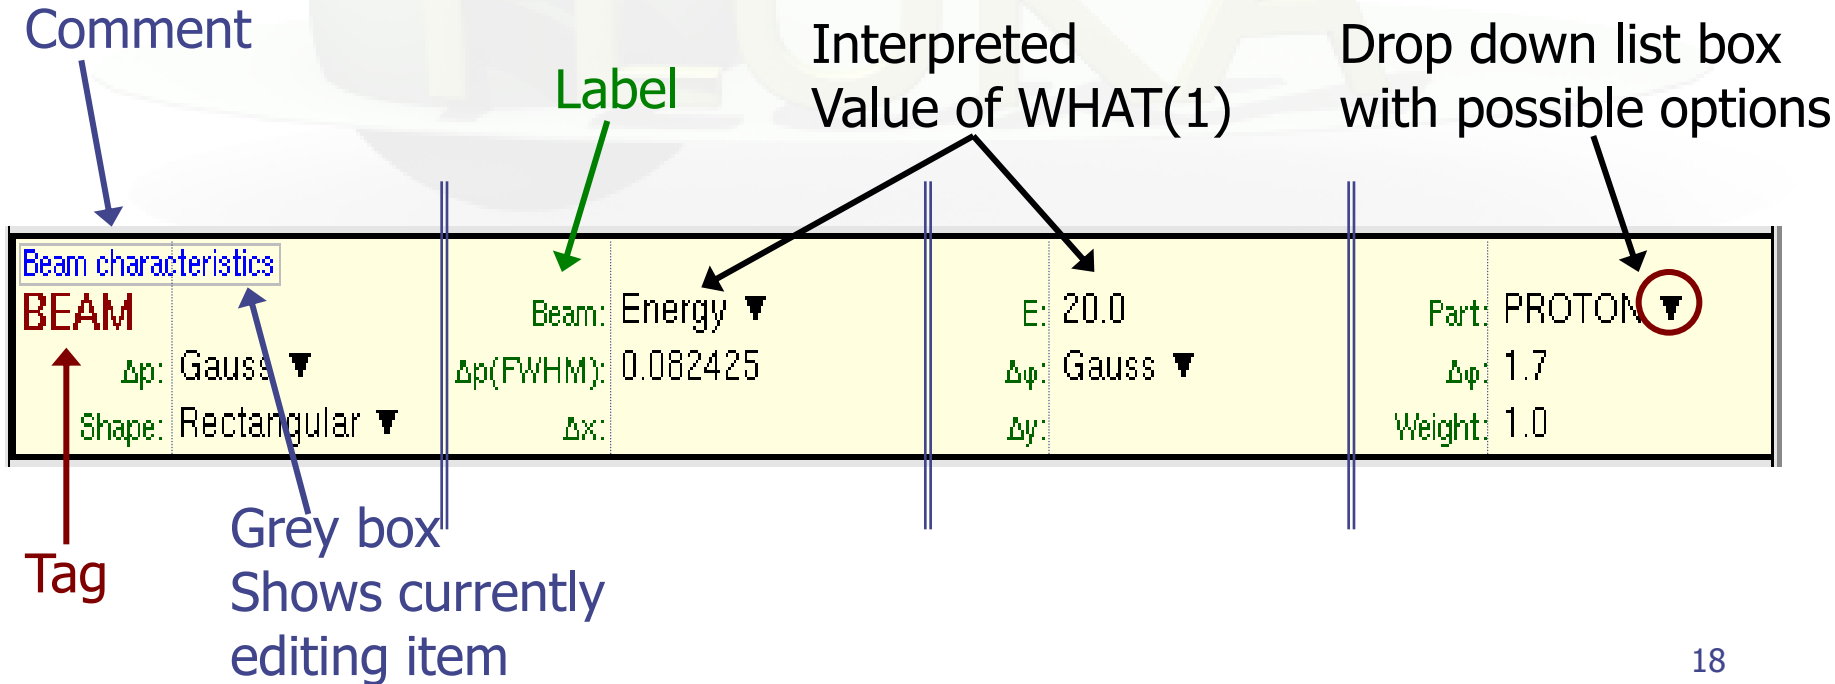 Comment
Label
Interpreted
Value of WHAT(1)
Drop down list box
with possible options
Beam characteristics
BEAM Beam: Energy ▼ E: 20.0 Part: PROTON ▼
Δp: Gauss ▼ Δp(FWHM): 0.082425 Δφ: Gauss ▼ Δφ: 1.7
Shape: Rectangular ▼ Δx: Δy: Weight: 1.0
Tag
Grey box
Shows currently
editing item
18